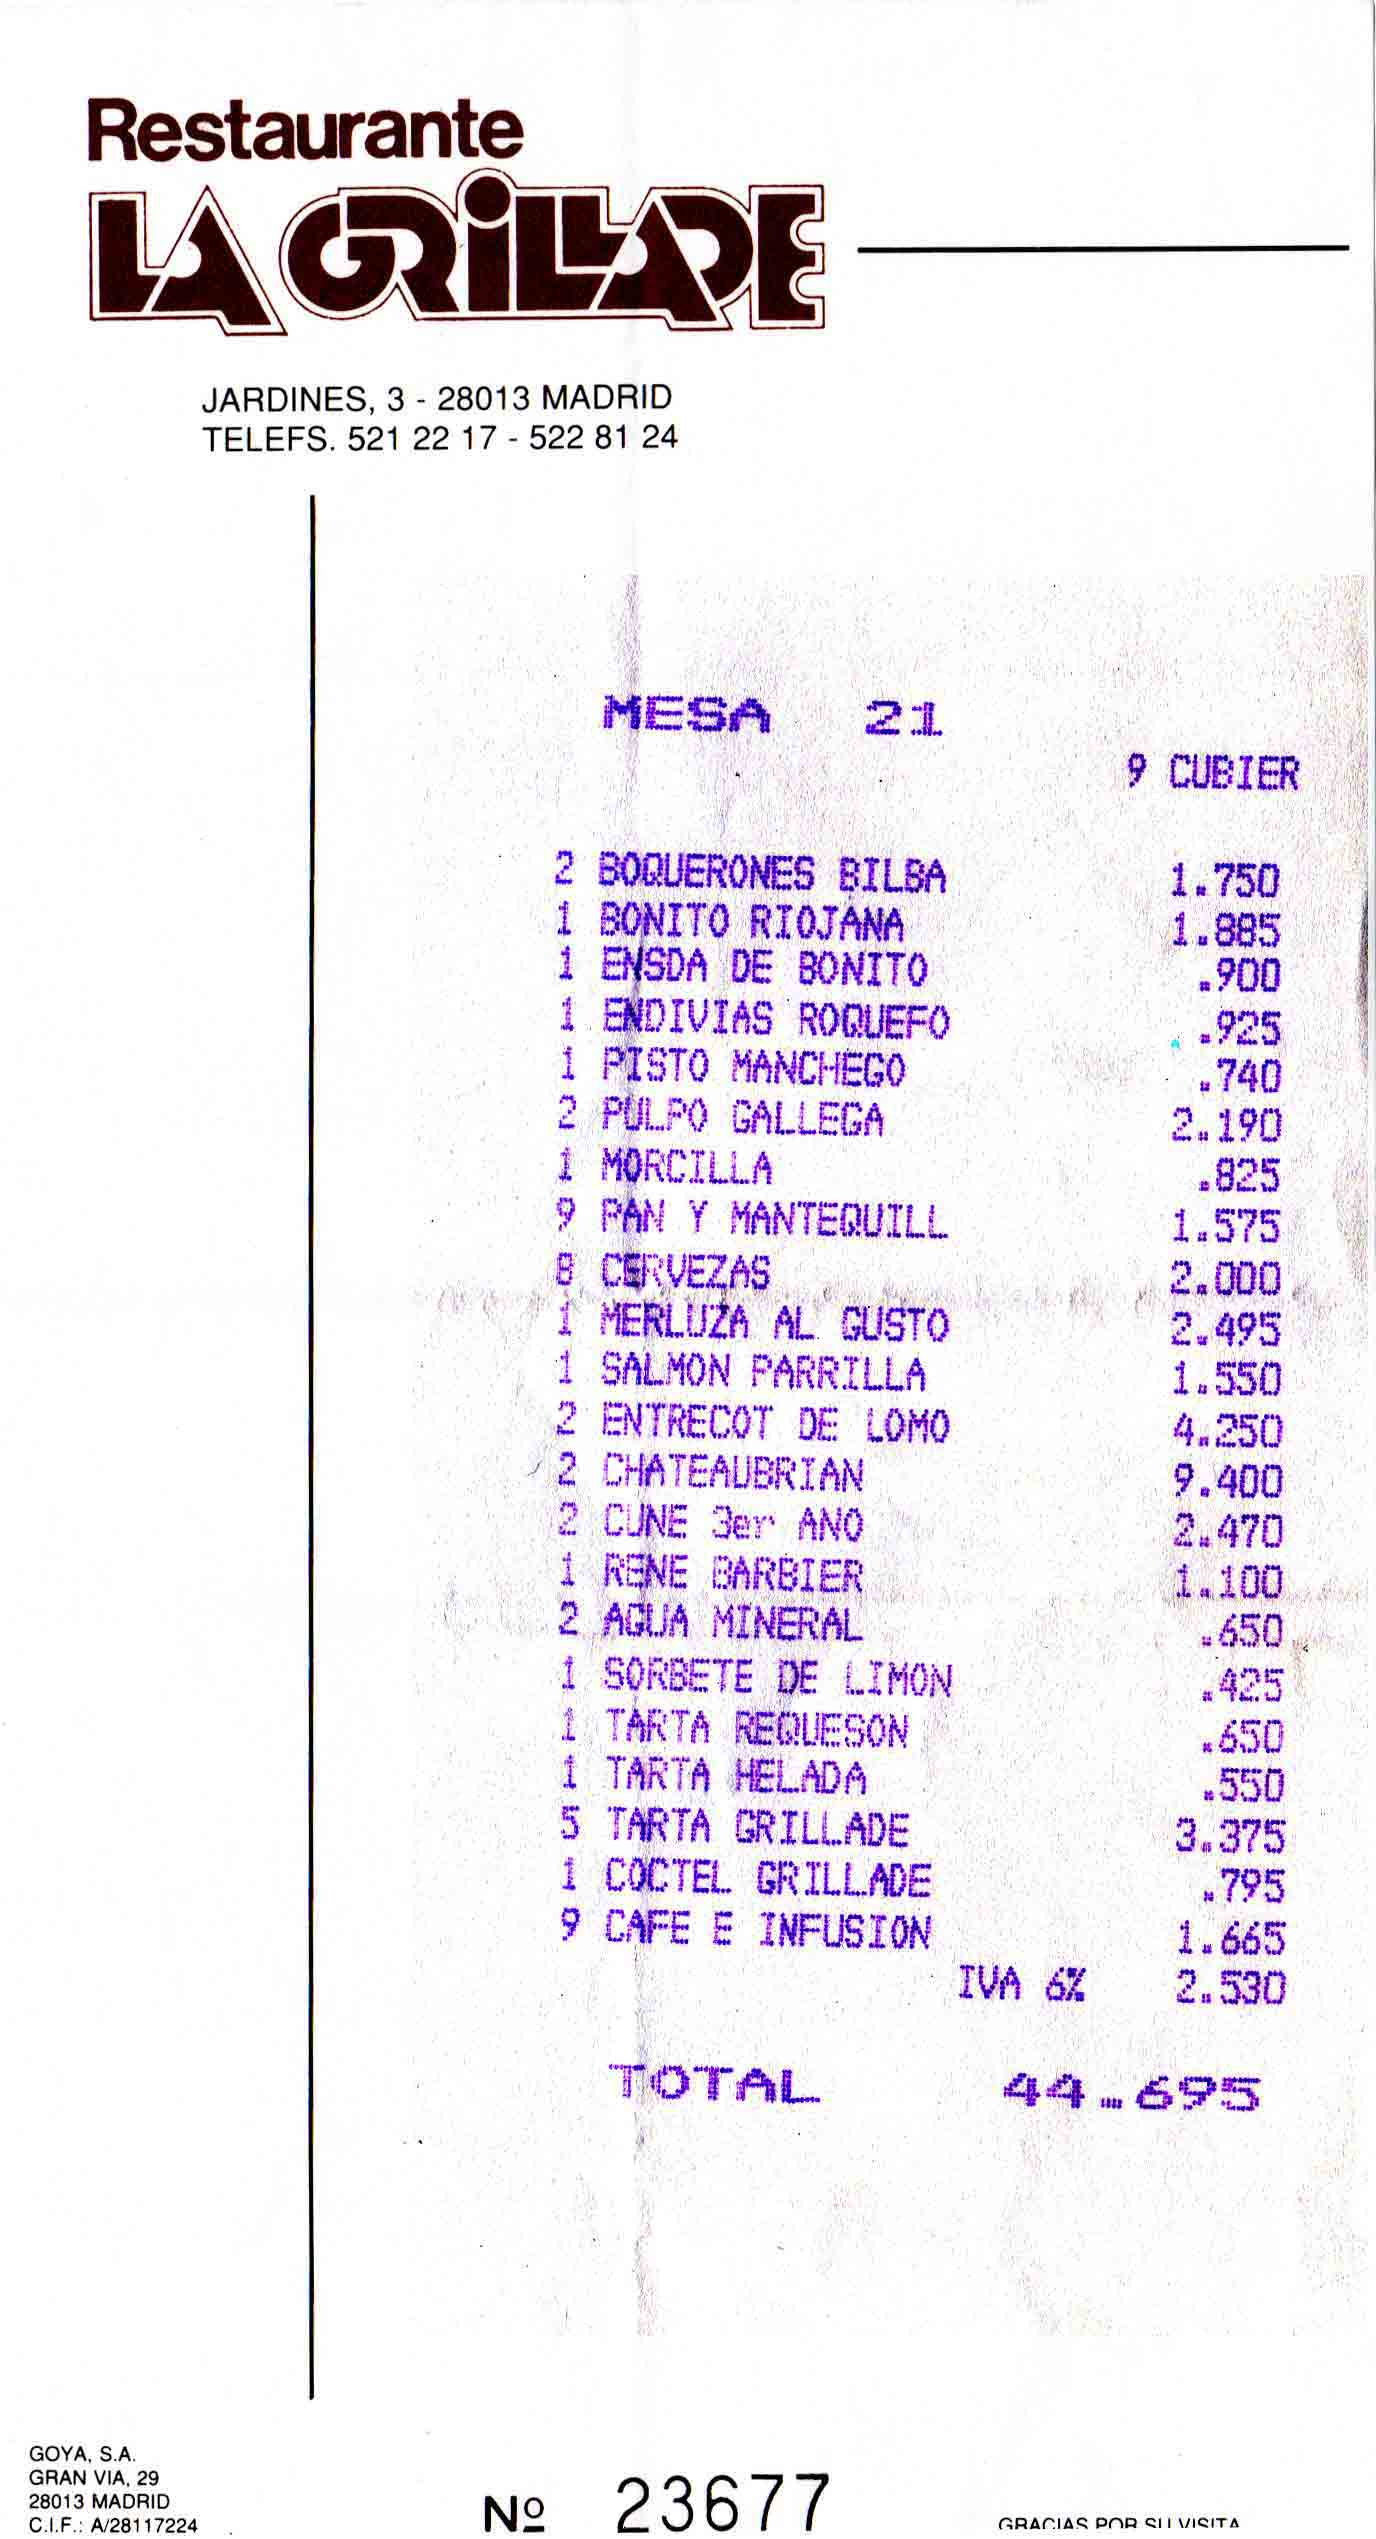 Restaurante
LA GRILLADE
JARDINES, 3 - 28013 MADRID
TELEFS. 521 22 17 - 522 81 24
MESA 21
9 CUBIER
2 BOQUERONES BILBA 1.750
1 BONITO RIOJANA 1.885
1 ENSDA DE BONITO .900
1 ENDIVIAS ROQUEFO .925
1 PISTO MANCHEGO .740
2 PULPO GALLEGA 2.190
1 MORCILLA .825
9 PAN Y MANTEQUILL 1.575
8 CERVEZAS 2.000
1 MERLUZA AL GUSTO 2.495
1 SALMON PARRILLA 1.550
2 ENTRECOT DE LOMO 4.250
2 CHATEAUBRIAN 9.400
2 CUNE 3er ANO 2.470
1 RENE BARBIER 1.100
2 AGUA MINERAL .650
1 SORBETE DE LIMON .425
1 TARTA REQUESON .650
1 TARTA HELADA .550
5 TARTA GRILLADE 3.375
1 COCTEL GRILLADE .795
9 CAFE E INFUSION 1.665
IVA 6% 2.530
TOTAL 44.695
GOYA, S.A.
GRAN VIA, 29
28013 MADRID
C.I.F.: A/28117224
Nº 23677
GRACIAS POR SU VISITA